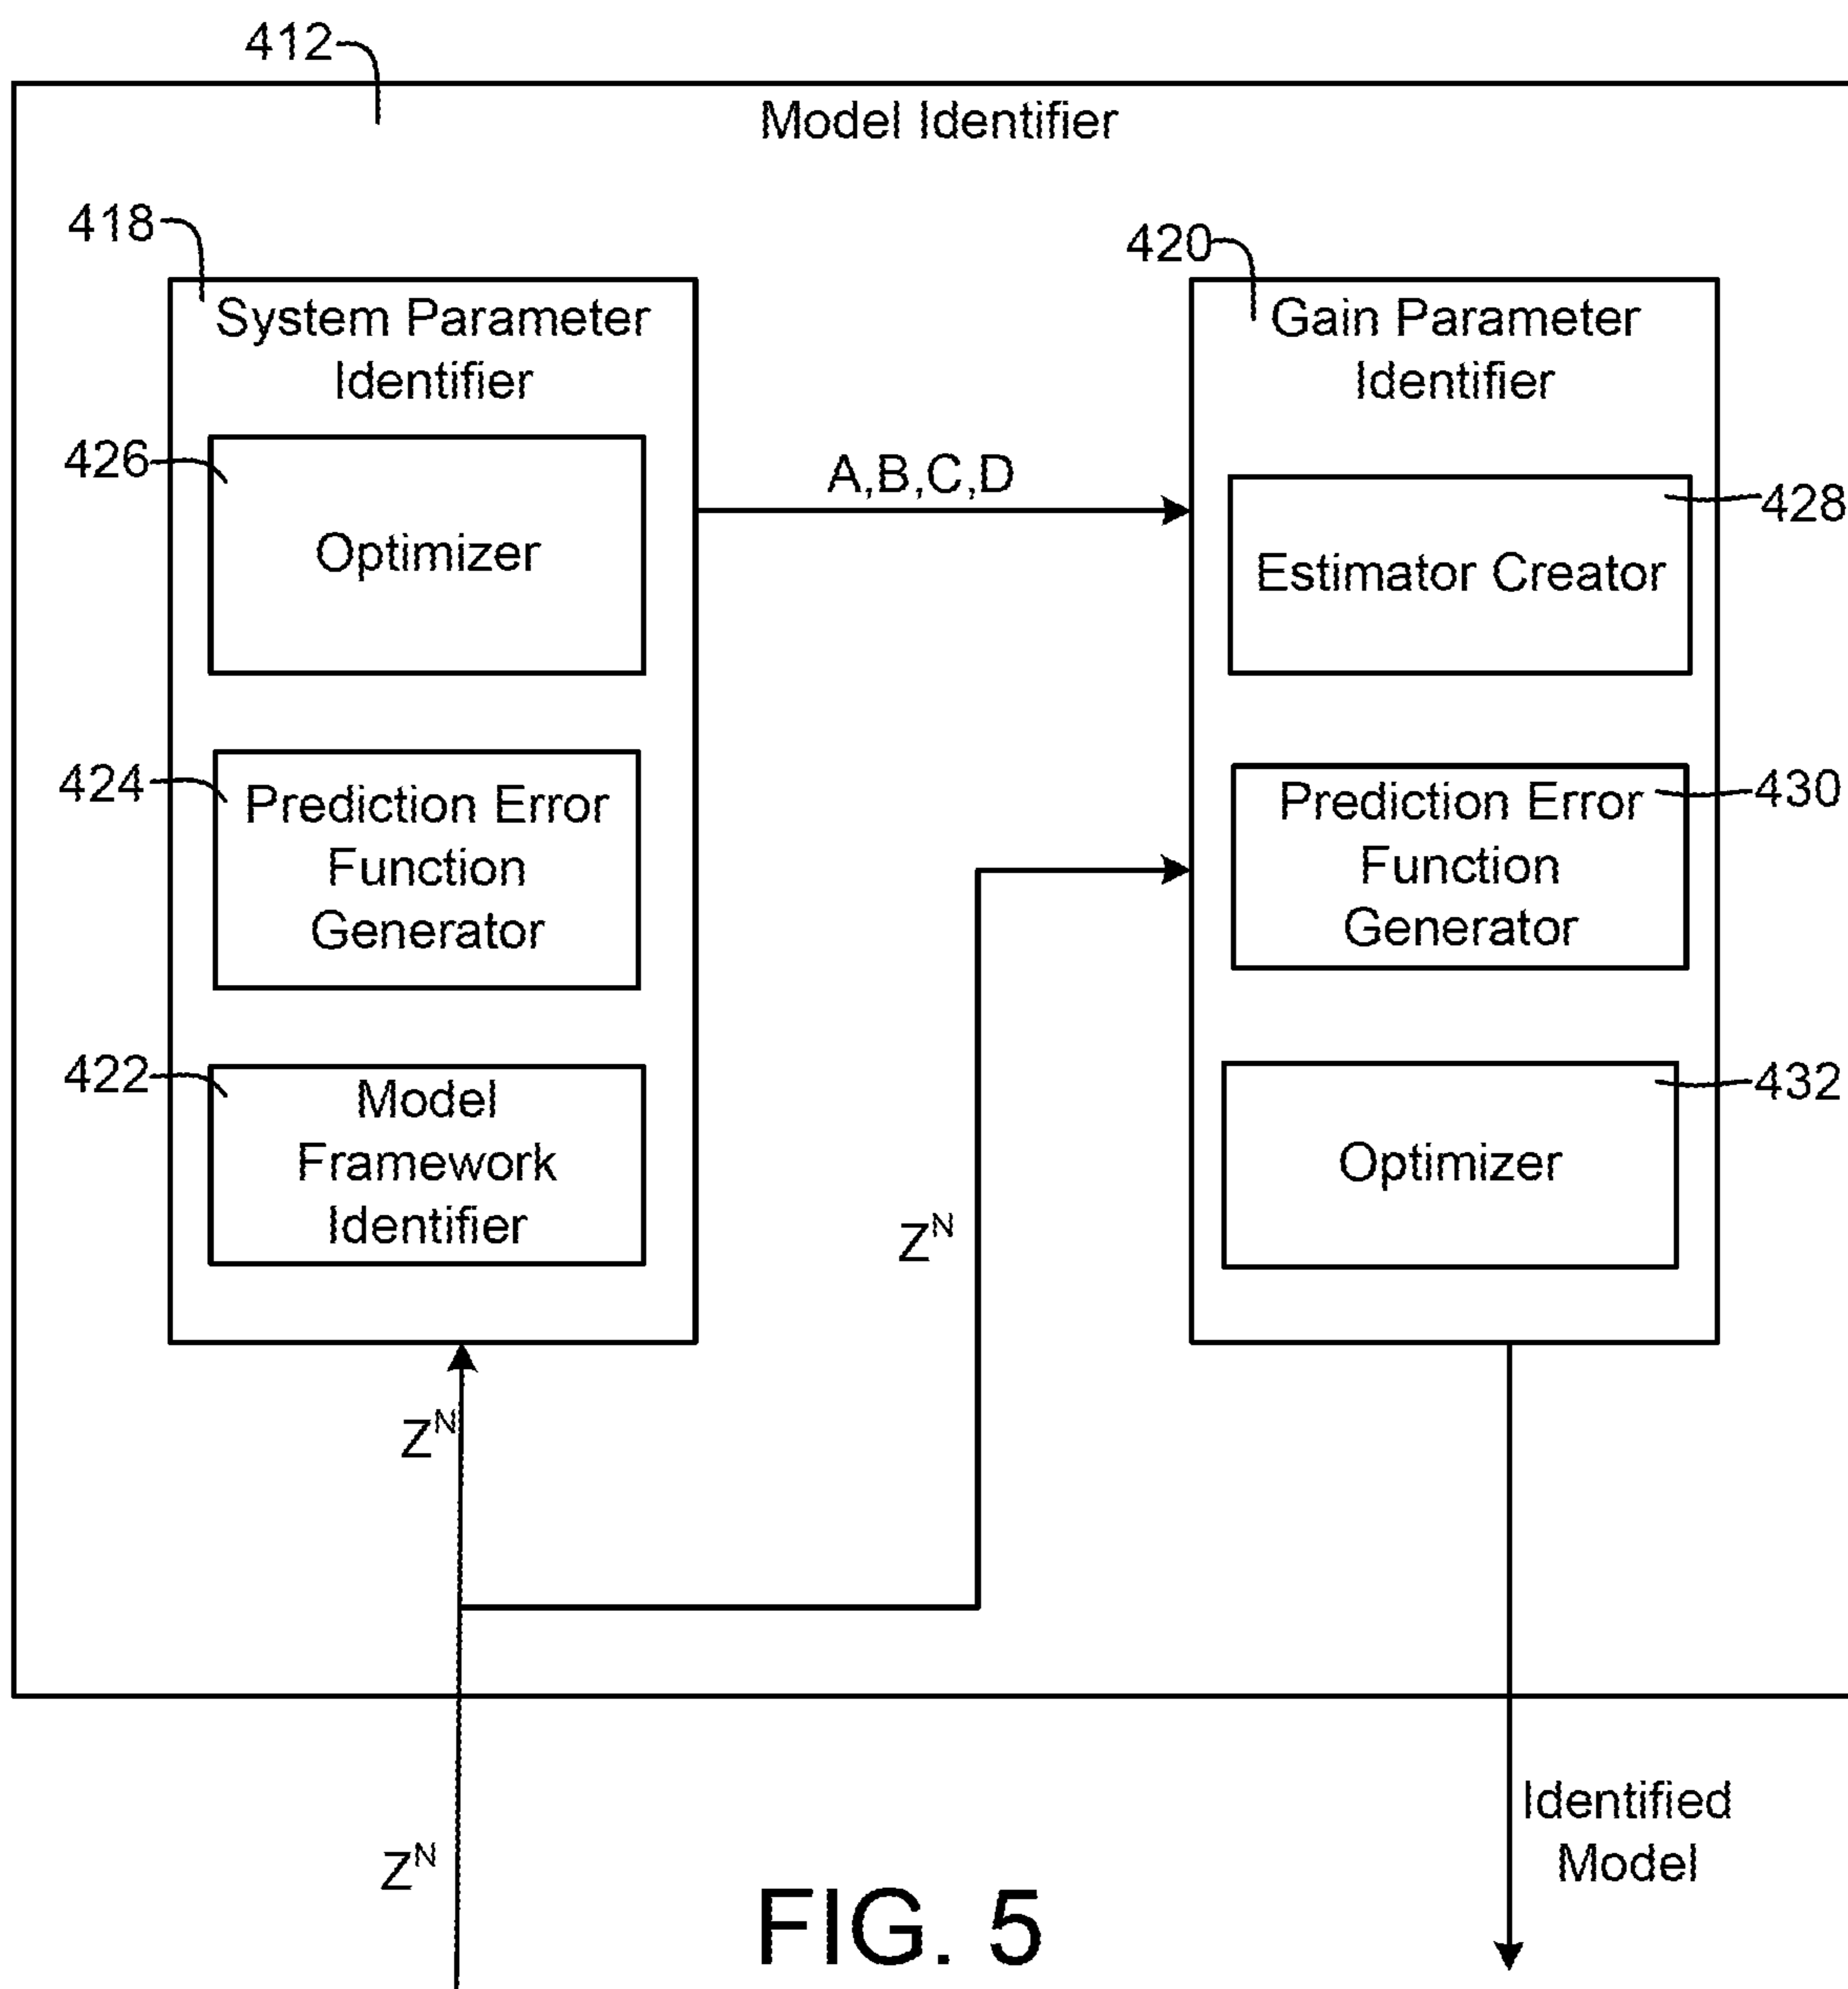 412
Model Identifier
418
System Parameter
Identifier
426
Optimizer
424
Prediction Error
Function
Generator
422
Model
Framework
Identifier
A,B,C,D
420
Gain Parameter
Identifier
428
Estimator Creator
430
Prediction Error
Function
Generator
432
Optimizer
Z^N
Z^N
Z^N
Identified
Model
FIG. 5